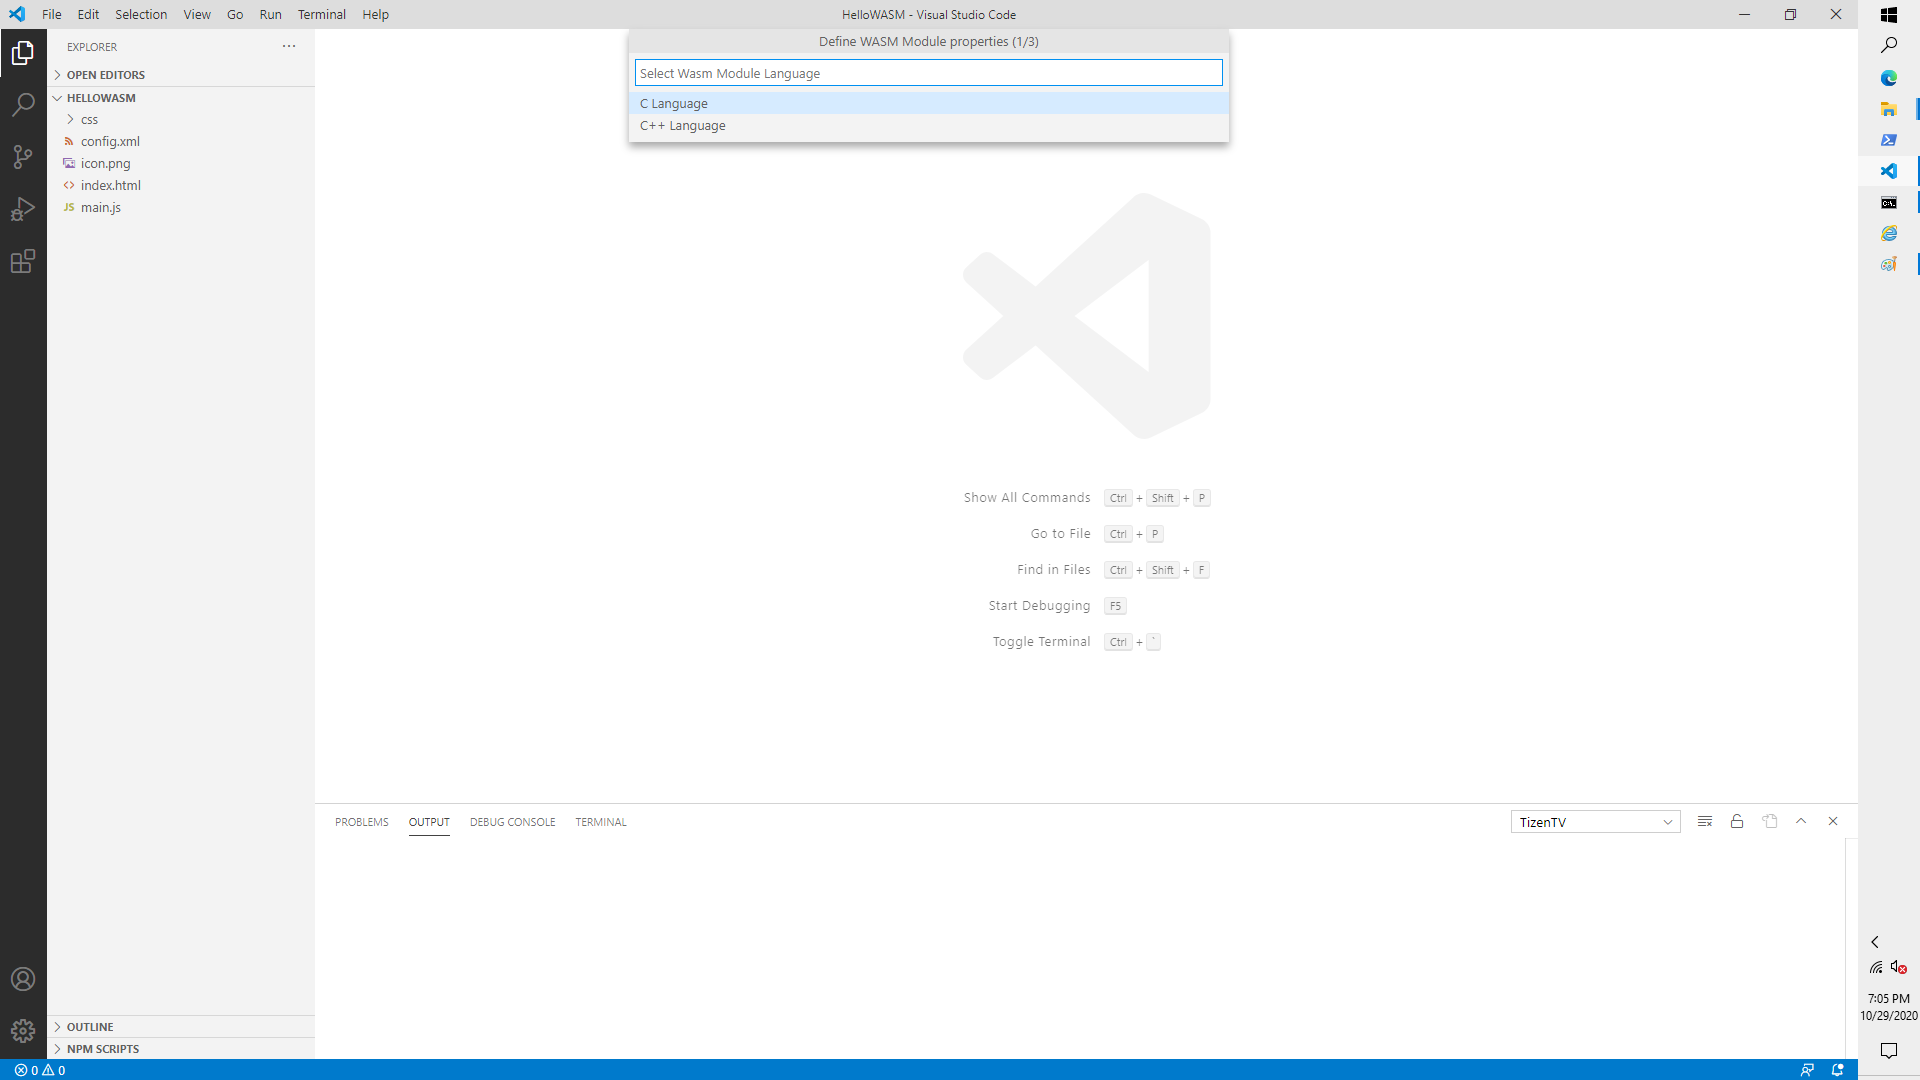 File Edit Selection View Go Run Terminal Help
HelloWASM - Visual Studio Code
EXPLORER
OPEN EDITORS
HELLOWASM
css
config.xml
icon.png
index.html
JS main.js
OUTLINE
NPM SCRIPTS
Define WASM Module properties (1/3)
Select Wasm Module Language
C Language
C++ Language
Show All Commands Ctrl + Shift + P
Go to File Ctrl + P
Find in Files Ctrl + Shift + F
Start Debugging F5
Toggle Terminal Ctrl + `
PROBLEMS OUTPUT DEBUG CONSOLE TERMINAL
TizenTV
0 0
7:05 PM
10/29/2020